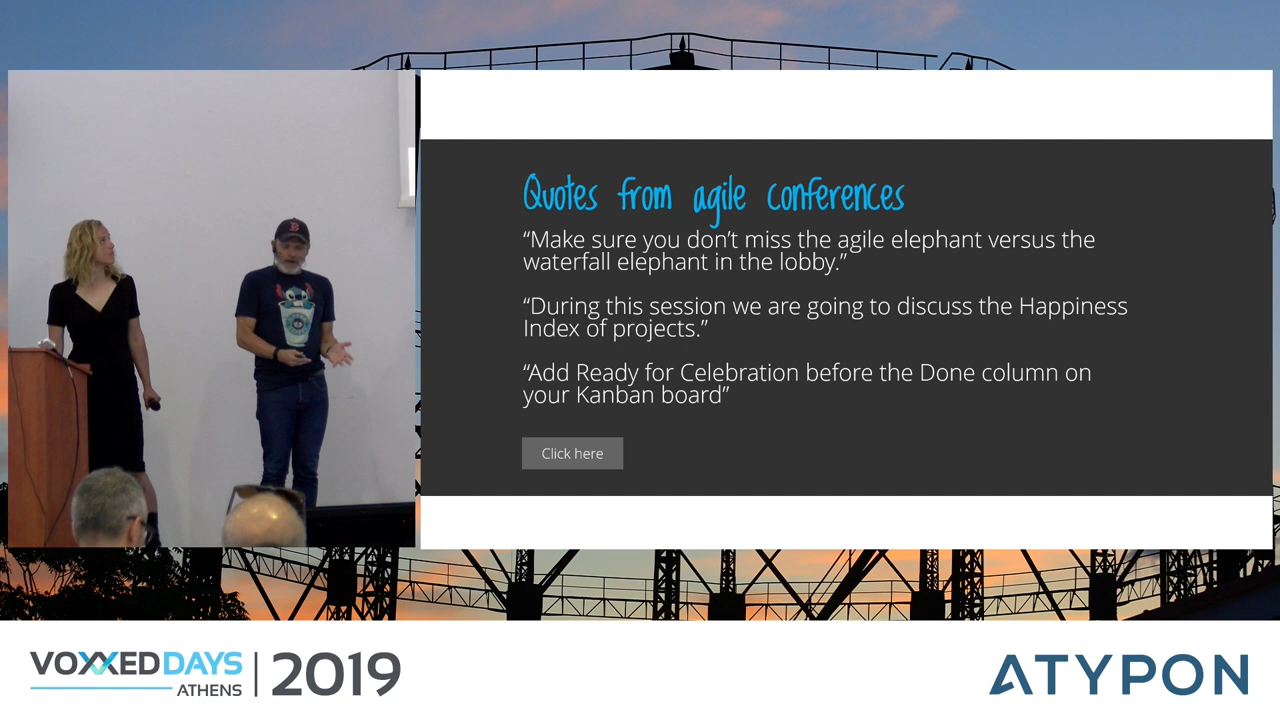 Quotes from agile conferences
“Make sure you don’t miss the agile elephant versus the
waterfall elephant in the lobby.”
“During this session we are going to discuss the Happiness
Index of projects.”
“Add Ready for Celebration before the Done column on
your Kanban board”
Click here
VOXXED DAYS
ATHENS
2019
ATYPON